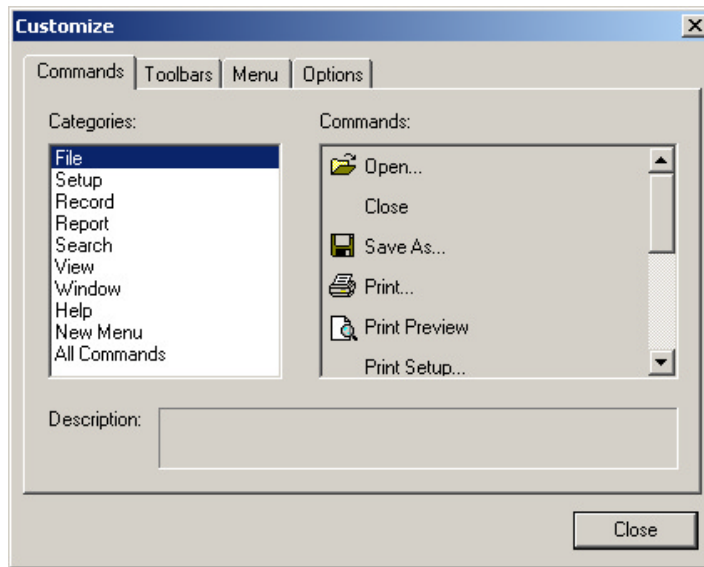 Customize
Commands Toolbars Menu Options
Categories:
File
Setup
Record
Report
Search
View
Window
Help
New Menu
All Commands
Commands:
Open...
Close
Save As...
Print...
Print Preview
Print Setup...
Description:
Close